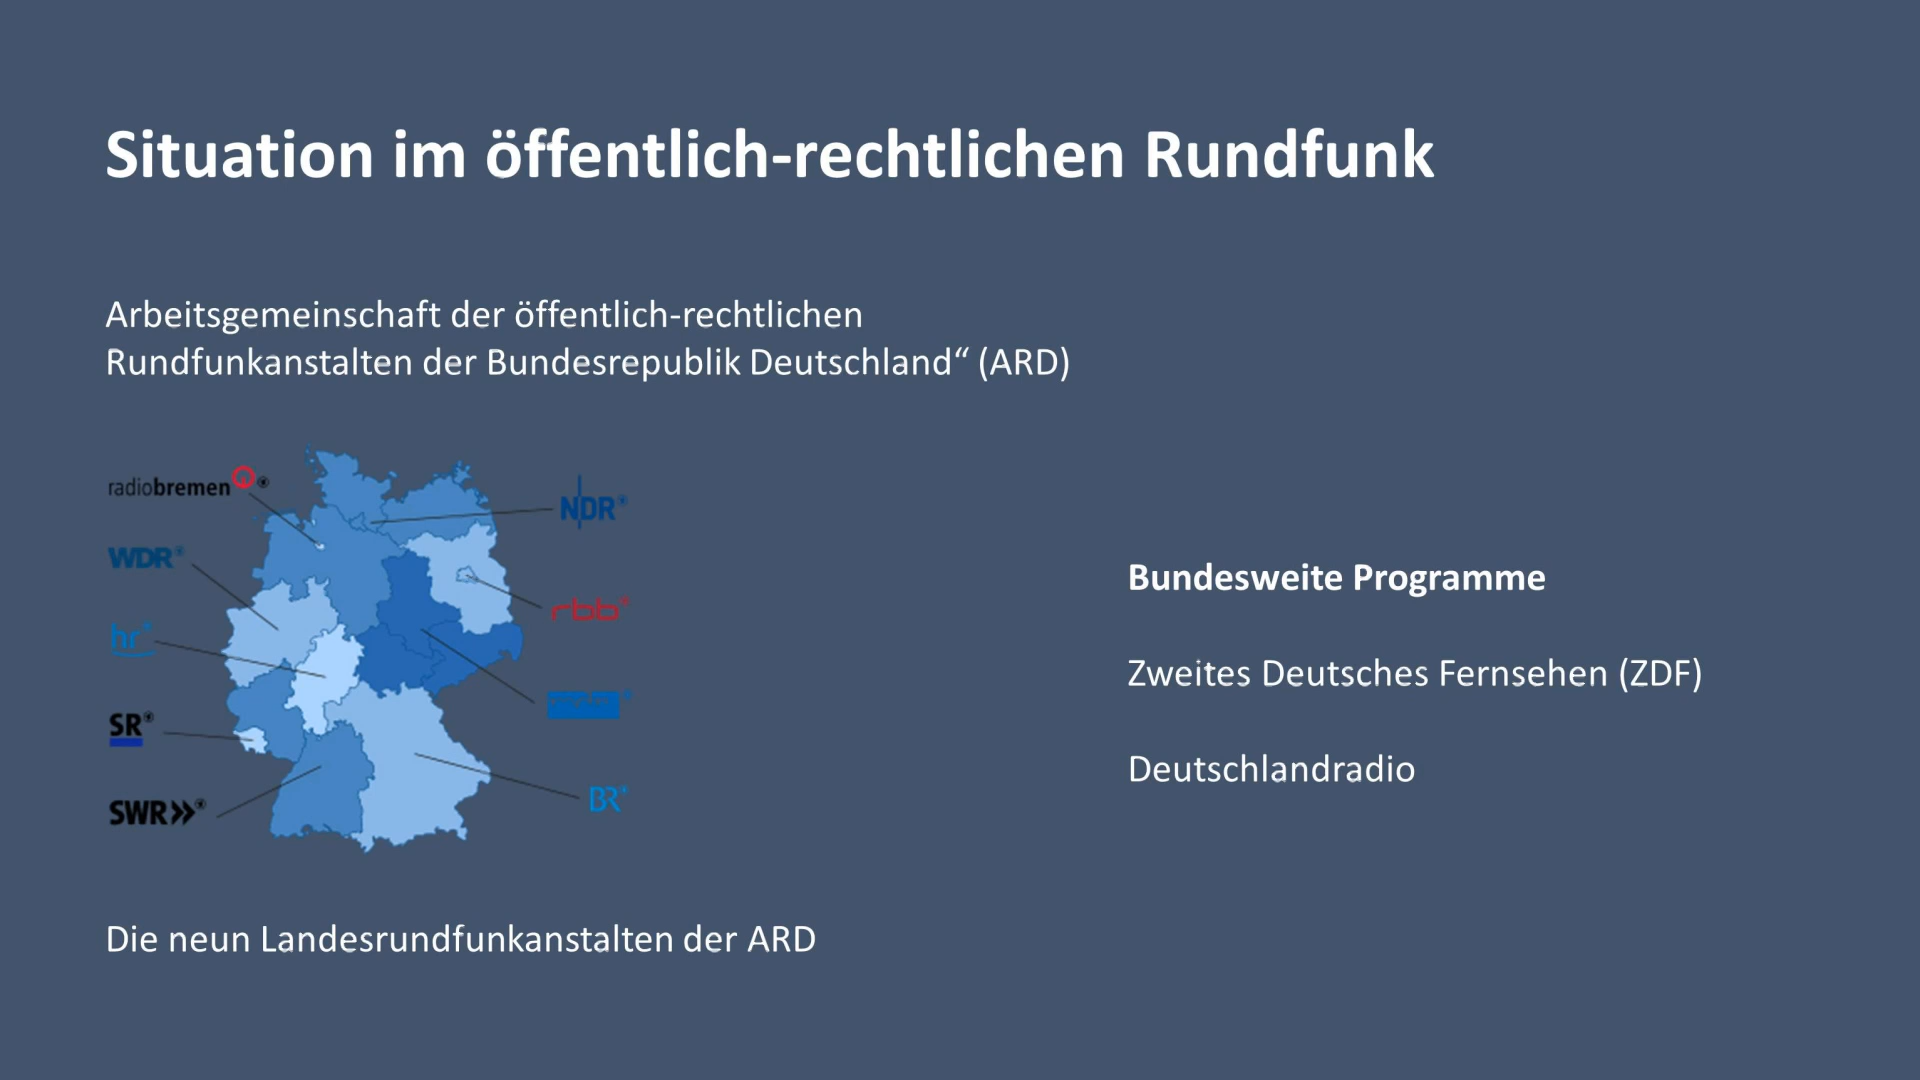 Situation im öffentlich-rechtlichen Rundfunk
Arbeitsgemeinschaft der öffentlich-rechtlichen
Rundfunkanstalten der Bundesrepublik Deutschland“ (ARD)
radiobremen
NDR
WDR
rbb
hr
SR
BR
SWR
Bundesweite Programme
Zweites Deutsches Fernsehen (ZDF)
Deutschlandradio
Die neun Landesrundfunkanstalten der ARD